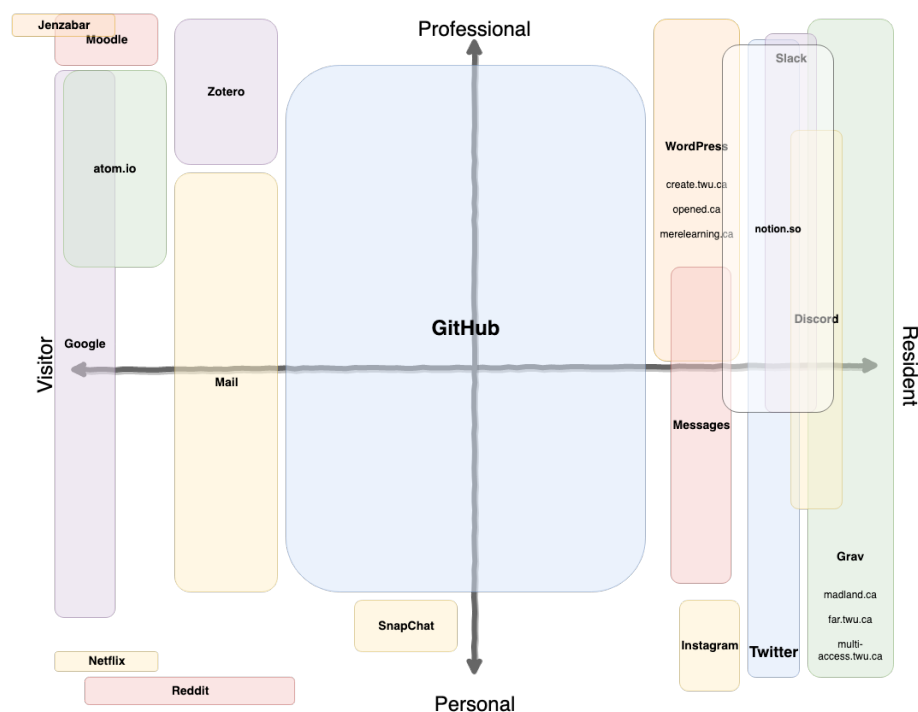 Jenzabar
Moodle
Professional
Slack
Zotero
WordPress
atom.io
create.twu.ca
opened.ca
merelearning.ca
notion.so
Discord
GitHub
Google
Visitor
Resident
Mail
Messages
Grav
madland.ca
far.twu.ca
multi-
access.twu.ca
SnapChat
Instagram
Twitter
Netflix
Reddit
Personal